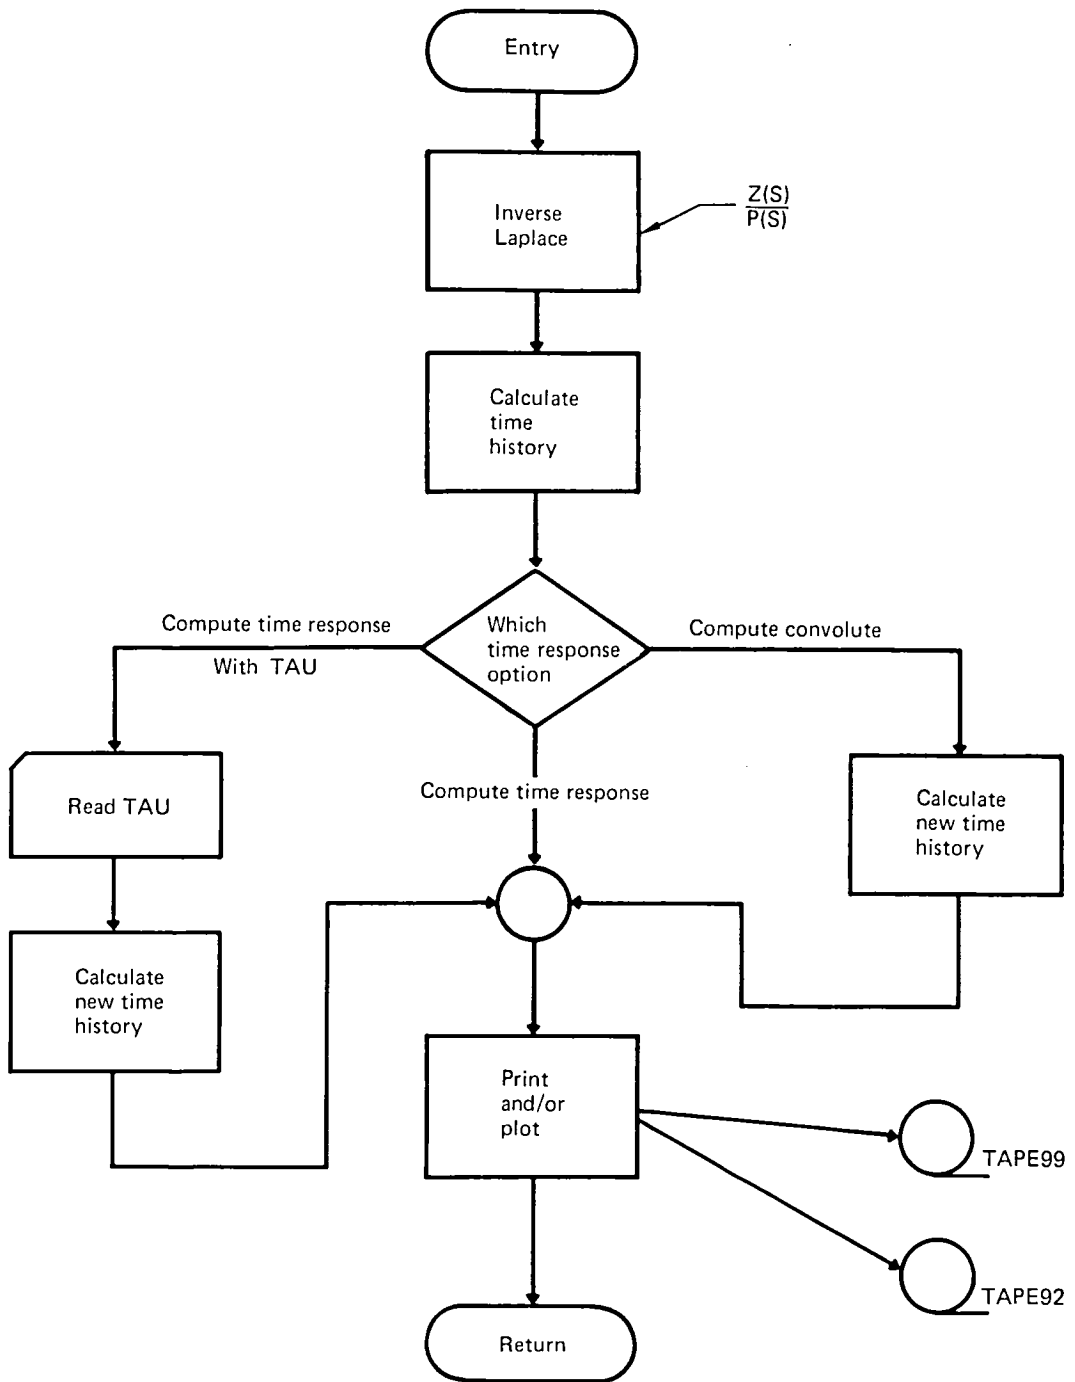 Entry
Inverse
Laplace
Z(S)
P(S)
Calculate
time
history
Compute time response
With TAU
Which
time response
option
Compute convolute
Read TAU
Compute time response
Calculate
new time
history
Calculate
new time
history
Print
and/or
plot
TAPE99
TAPE92
Return